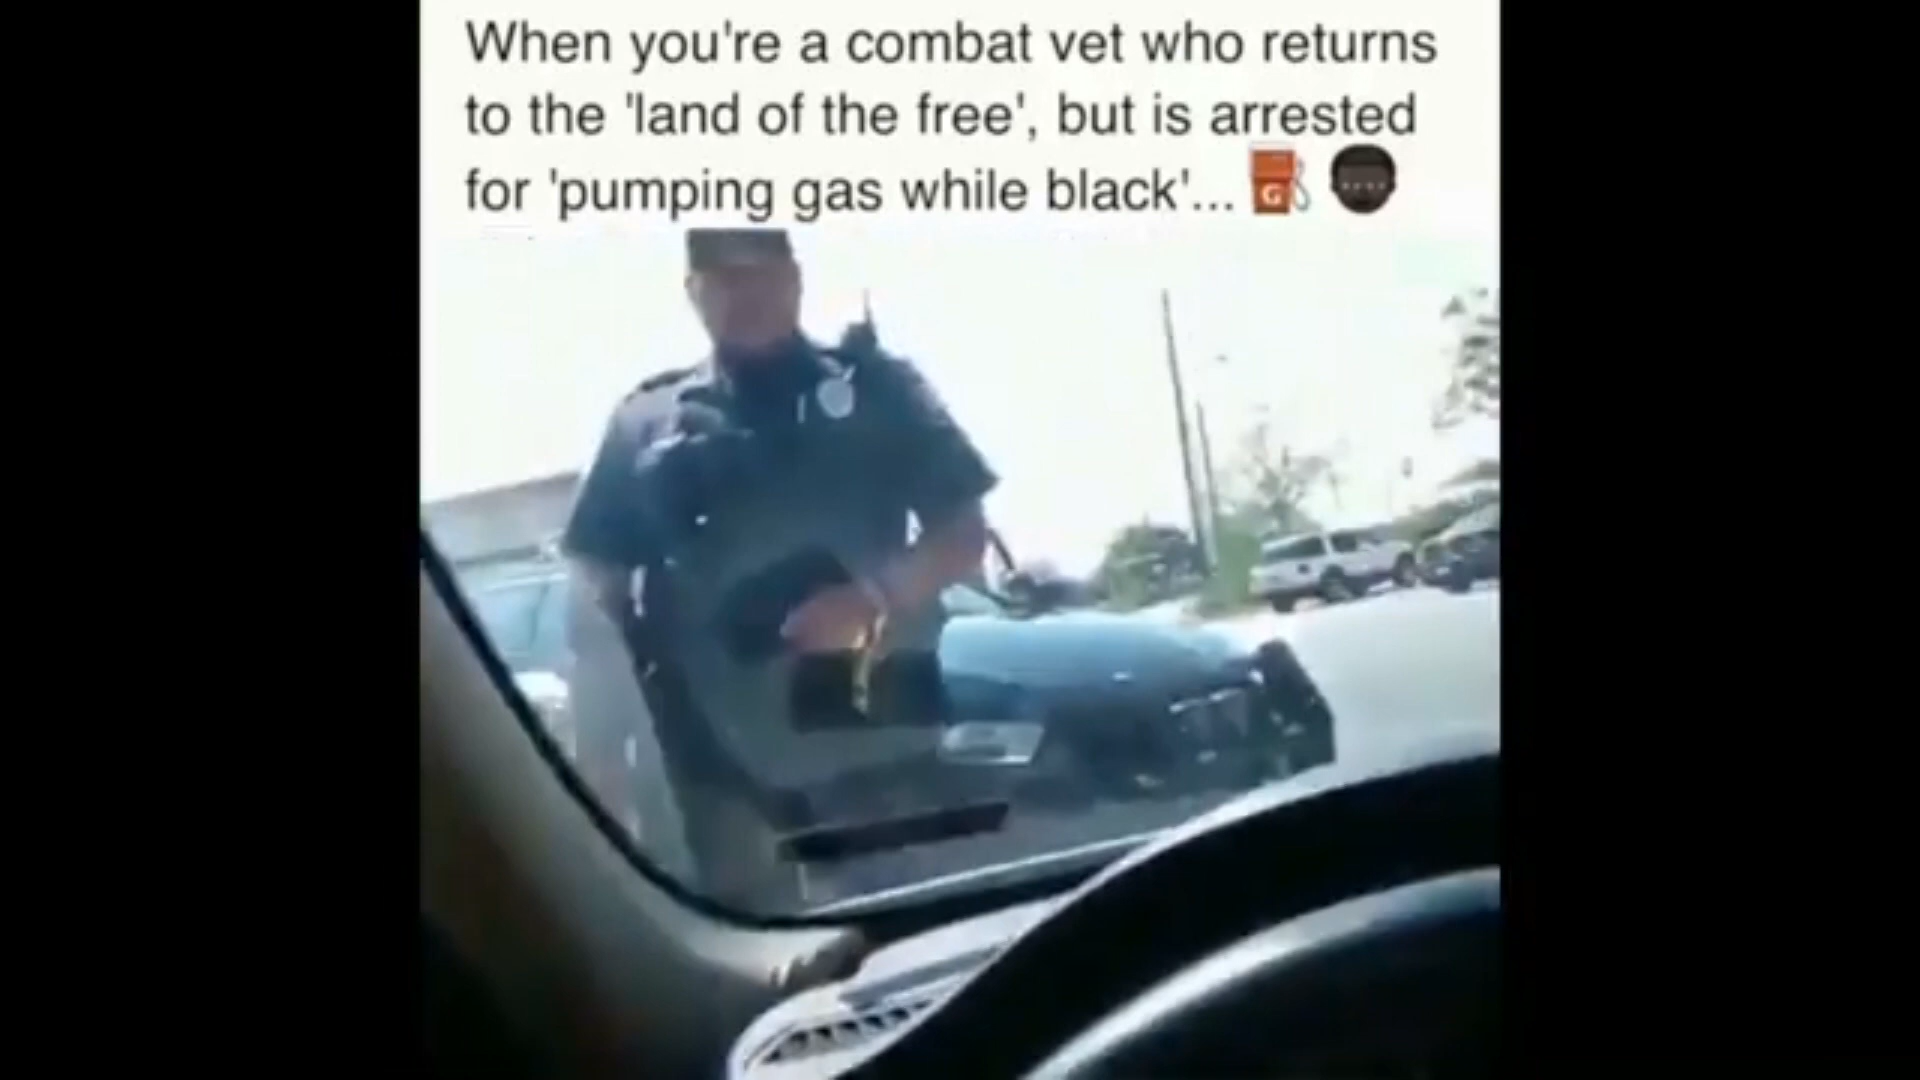 When you're a combat vet who returns
to the 'land of the free', but is arrested
for 'pumping gas while black'...
G